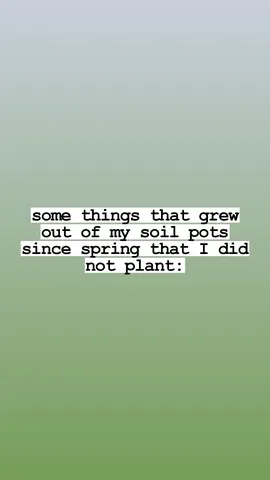 some things that grew
out of my soil pots
since spring that I did
not plant: